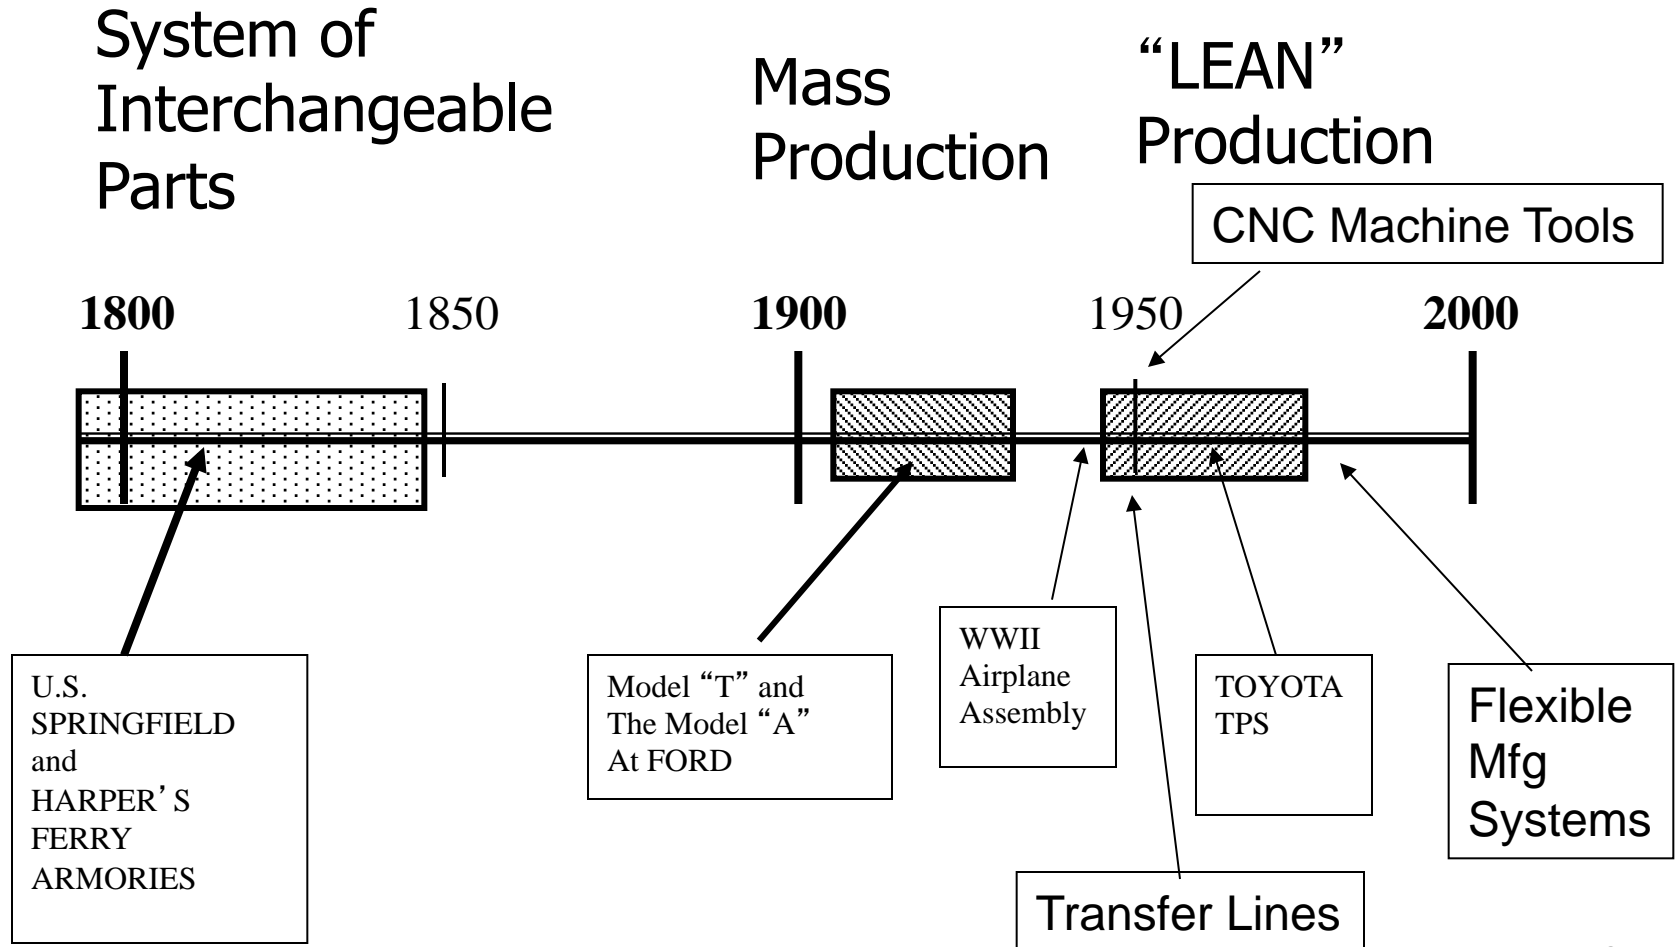 System of
Interchangeable
Parts
Mass
Production
“LEAN”
Production
CNC Machine Tools
1800
1850
1900
1950
2000
U.S.
SPRINGFIELD
and
HARPER’S
FERRY
ARMORIES
Model “T” and
The Model “A”
At FORD
WWII
Airplane
Assembly
TOYOTA
TPS
Flexible
Mfg
Systems
Transfer Lines